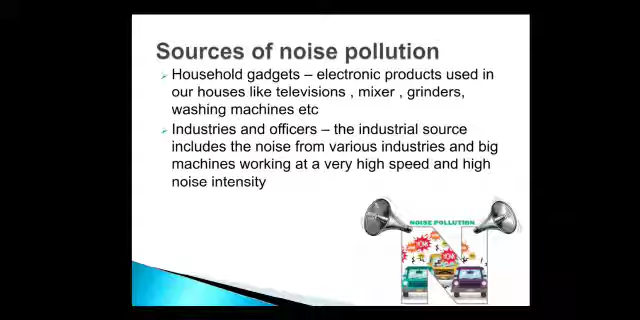 Sources of noise pollution
Household gadgets – electronic products used in
our houses like televisions , mixer , grinders,
washing machines etc
Industries and officers – the industrial source
includes the noise from various industries and big
machines working at a very high speed and high
noise intensity
NOISE POLLUTION